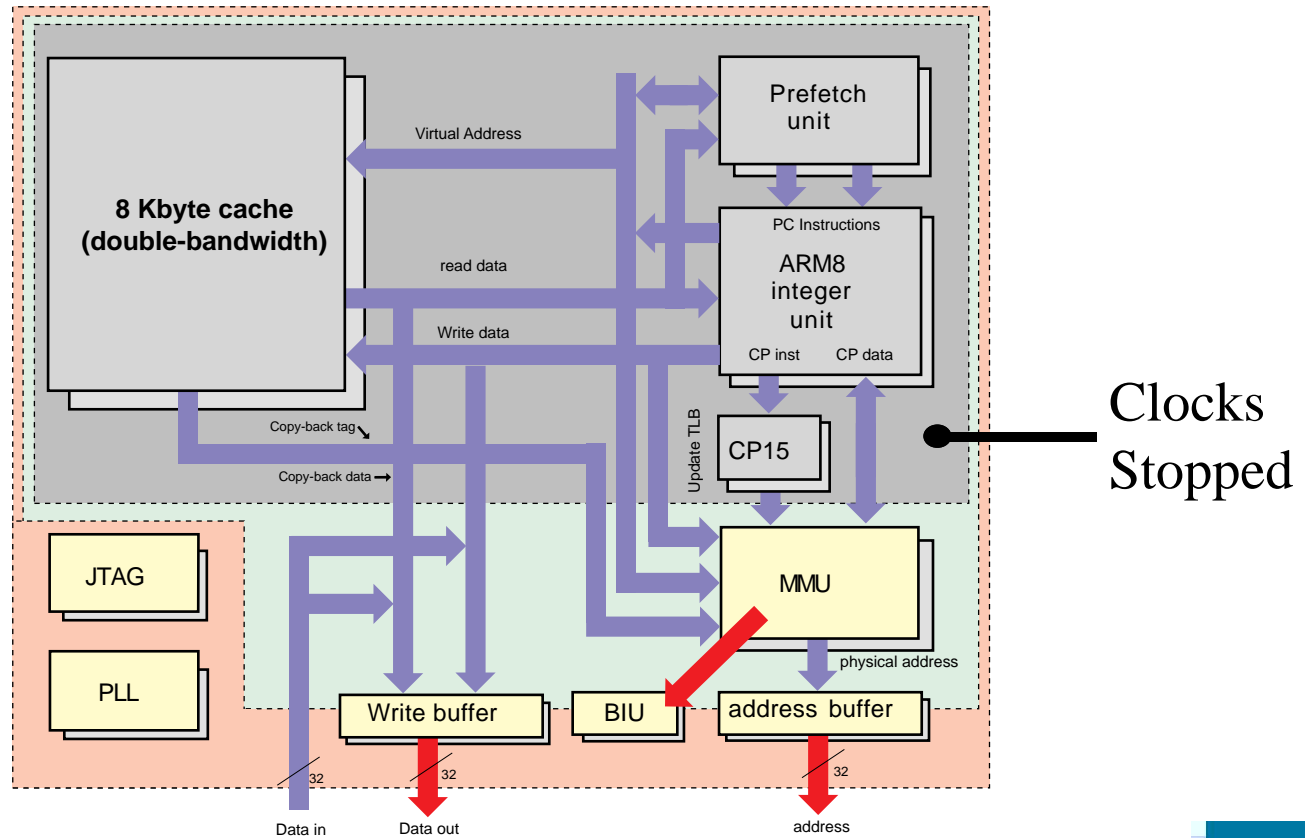 Prefetch
unit
Virtual Address
8 Kbyte cache
(double-bandwidth)
PC Instructions
ARM8
integer
unit
read data
Write data
CP inst
CP data
Clocks
Stopped
Copy-back tag
Copy-back data
Update TLB
CP15
JTAG
MMU
physical address
PLL
Write buffer
BIU
address buffer
32
32
32
Data in
Data out
address